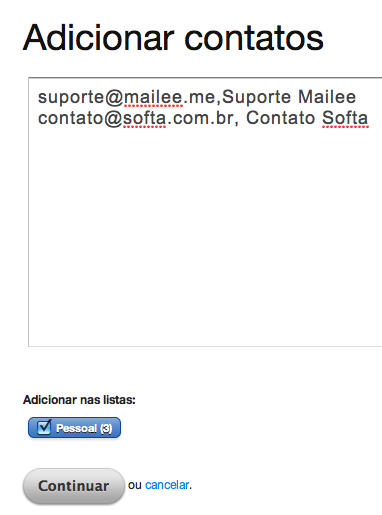 Adicionar contatos
suporte@mailee.me,Suporte Mailee
contato@softa.com.br, Contato Softa
Adicionar nas listas:
Pessoal (3)
Continuar ou cancelar.